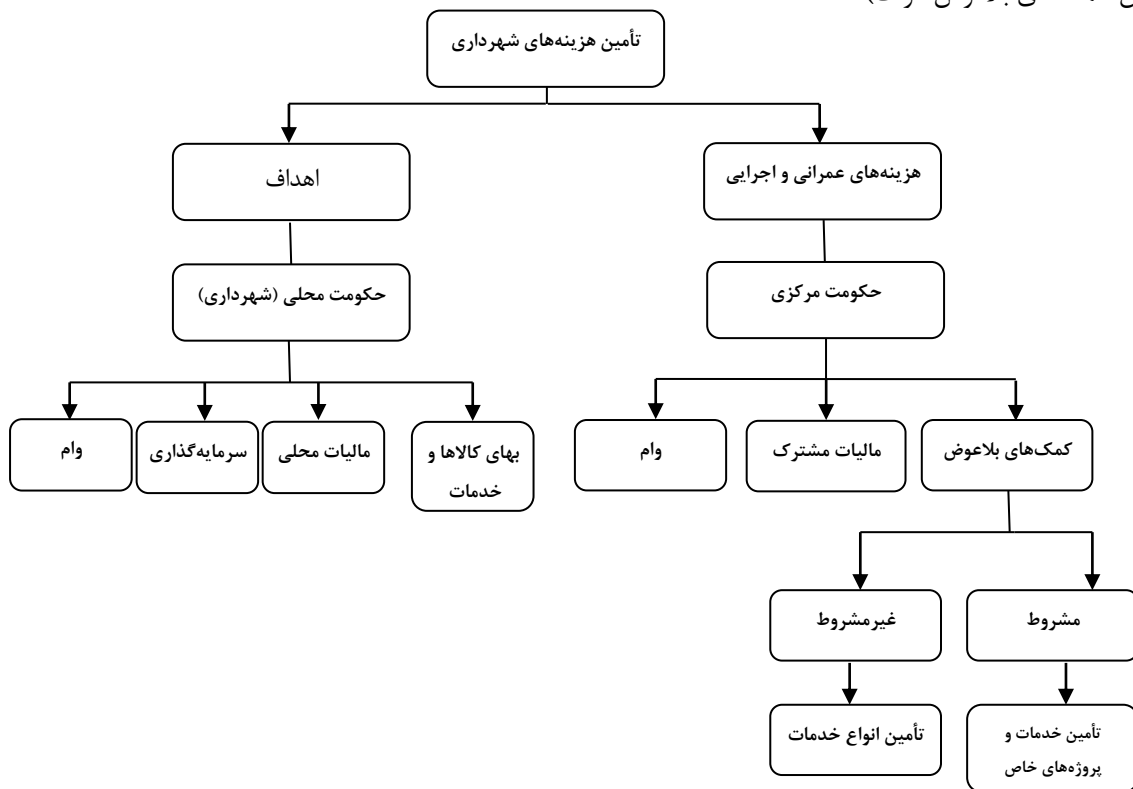 تأمین هزینه‌های شهرداری
هزینه‌های عمرانی و اجرایی
اهداف
حکومت مرکزی
حکومت محلی (شهرداری)
کمک‌های بلاعوض
مالیات مشترک
وام
بهای کالاها و
خدمات
مالیات محلی
سرمایه‌گذاری
وام
مشروط
غیرمشروط
تأمین خدمات و
پروژه‌های خاص
تأمین انواع خدمات